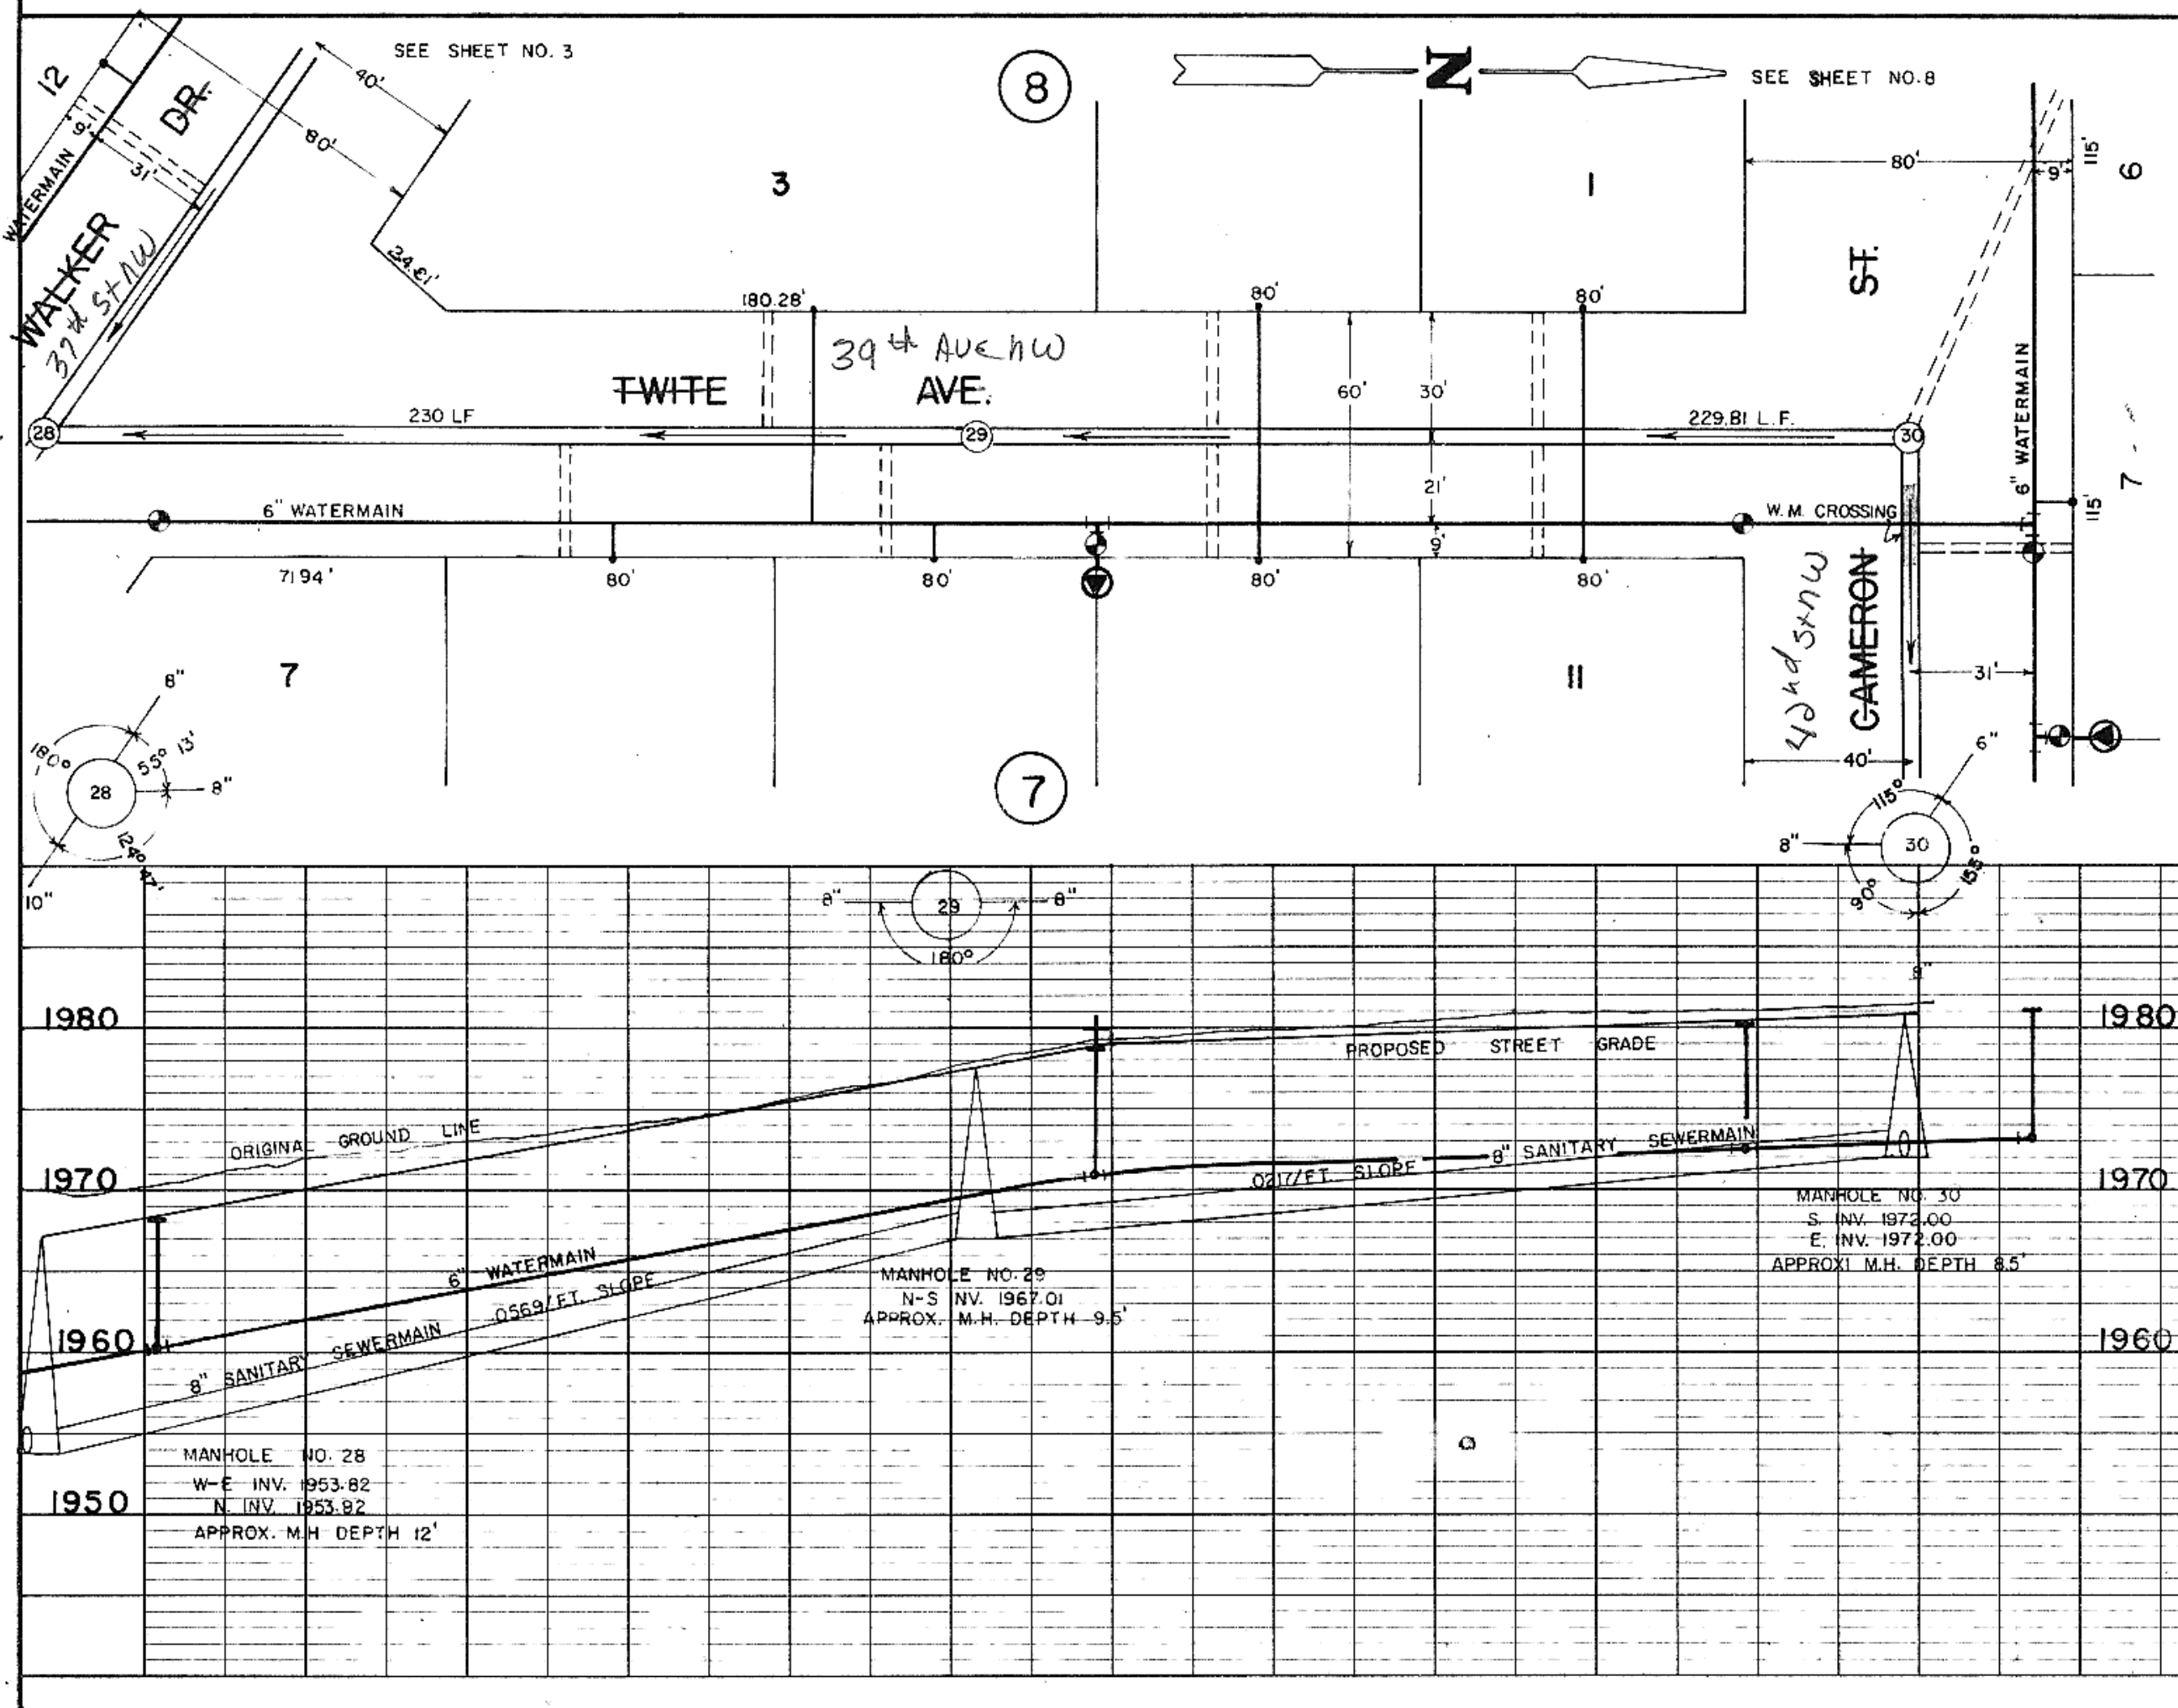 SEE SHEET NO. 3
8
N
SEE SHEET NO. 8
12
DR.
40'
80'
9'
31'
WATERMAIN
WALKER
37th St NW
3
1
80'
9'
115'
6
24.61'
180.28'
80'
80'
ST.
39th Ave NW
TWITE AVE.
60'
30'
6" WATERMAIN
28
230 LF
29
229.81 L.F.
30
6" WATERMAIN
21'
9'
W.M. CROSSING
115'
7
7194'
80'
80'
80'
80'
7
11
42nd St NW
CAMERON
31'
40'
8"
180°
55° 13'
28
8"
124° 47'
10"
7
6"
115°
8"
30
155°
90°
8"
8"
29
8"
180°
1980
1980
PROPOSED STREET GRADE
ORIGINAL GROUND LINE
1970
1970
8" SANITARY SEWERMAIN
.0217/FT. SLOPE
MANHOLE NO. 30
S. INV. 1972.00
E. INV. 1972.00
APPROX. M.H. DEPTH 8.5'
6" WATERMAIN
.0569/FT. SLOPE
MANHOLE NO. 29
N-S INV. 1967.01
APPROX. M.H. DEPTH 9.5'
1960
1960
8" SANITARY SEWERMAIN
MANHOLE NO. 28
W-E INV. 1953.82
N. INV. 1953.82
APPROX. M.H DEPTH 12'
1950